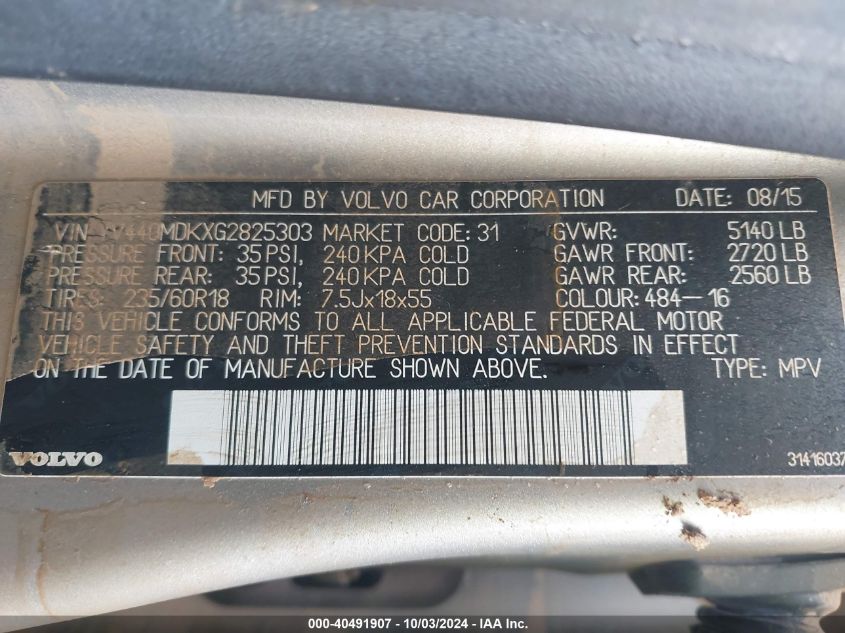 MFD BY VOLVO CAR CORPORATION DATE: 08/15
VIN YV440MDKXG2825303 MARKET CODE: 31 GVWR: 5140 LB
PRESSURE FRONT: 35 PSI, 240 KPA COLD GAWR FRONT: 2720 LB
PRESSURE REAR: 35 PSI, 240 KPA COLD GAWR REAR: 2560 LB
TIRES: 235/60R18 RIM: 7.5Jx18x55 COLOUR: 484-16
THIS VEHICLE CONFORMS TO ALL APPLICABLE FEDERAL MOTOR
VEHICLE SAFETY AND THEFT PREVENTION STANDARDS IN EFFECT
ON THE DATE OF MANUFACTURE SHOWN ABOVE. TYPE: MPV
VOLVO 31416037
000-40491907 - 10/03/2024 - IAA Inc.